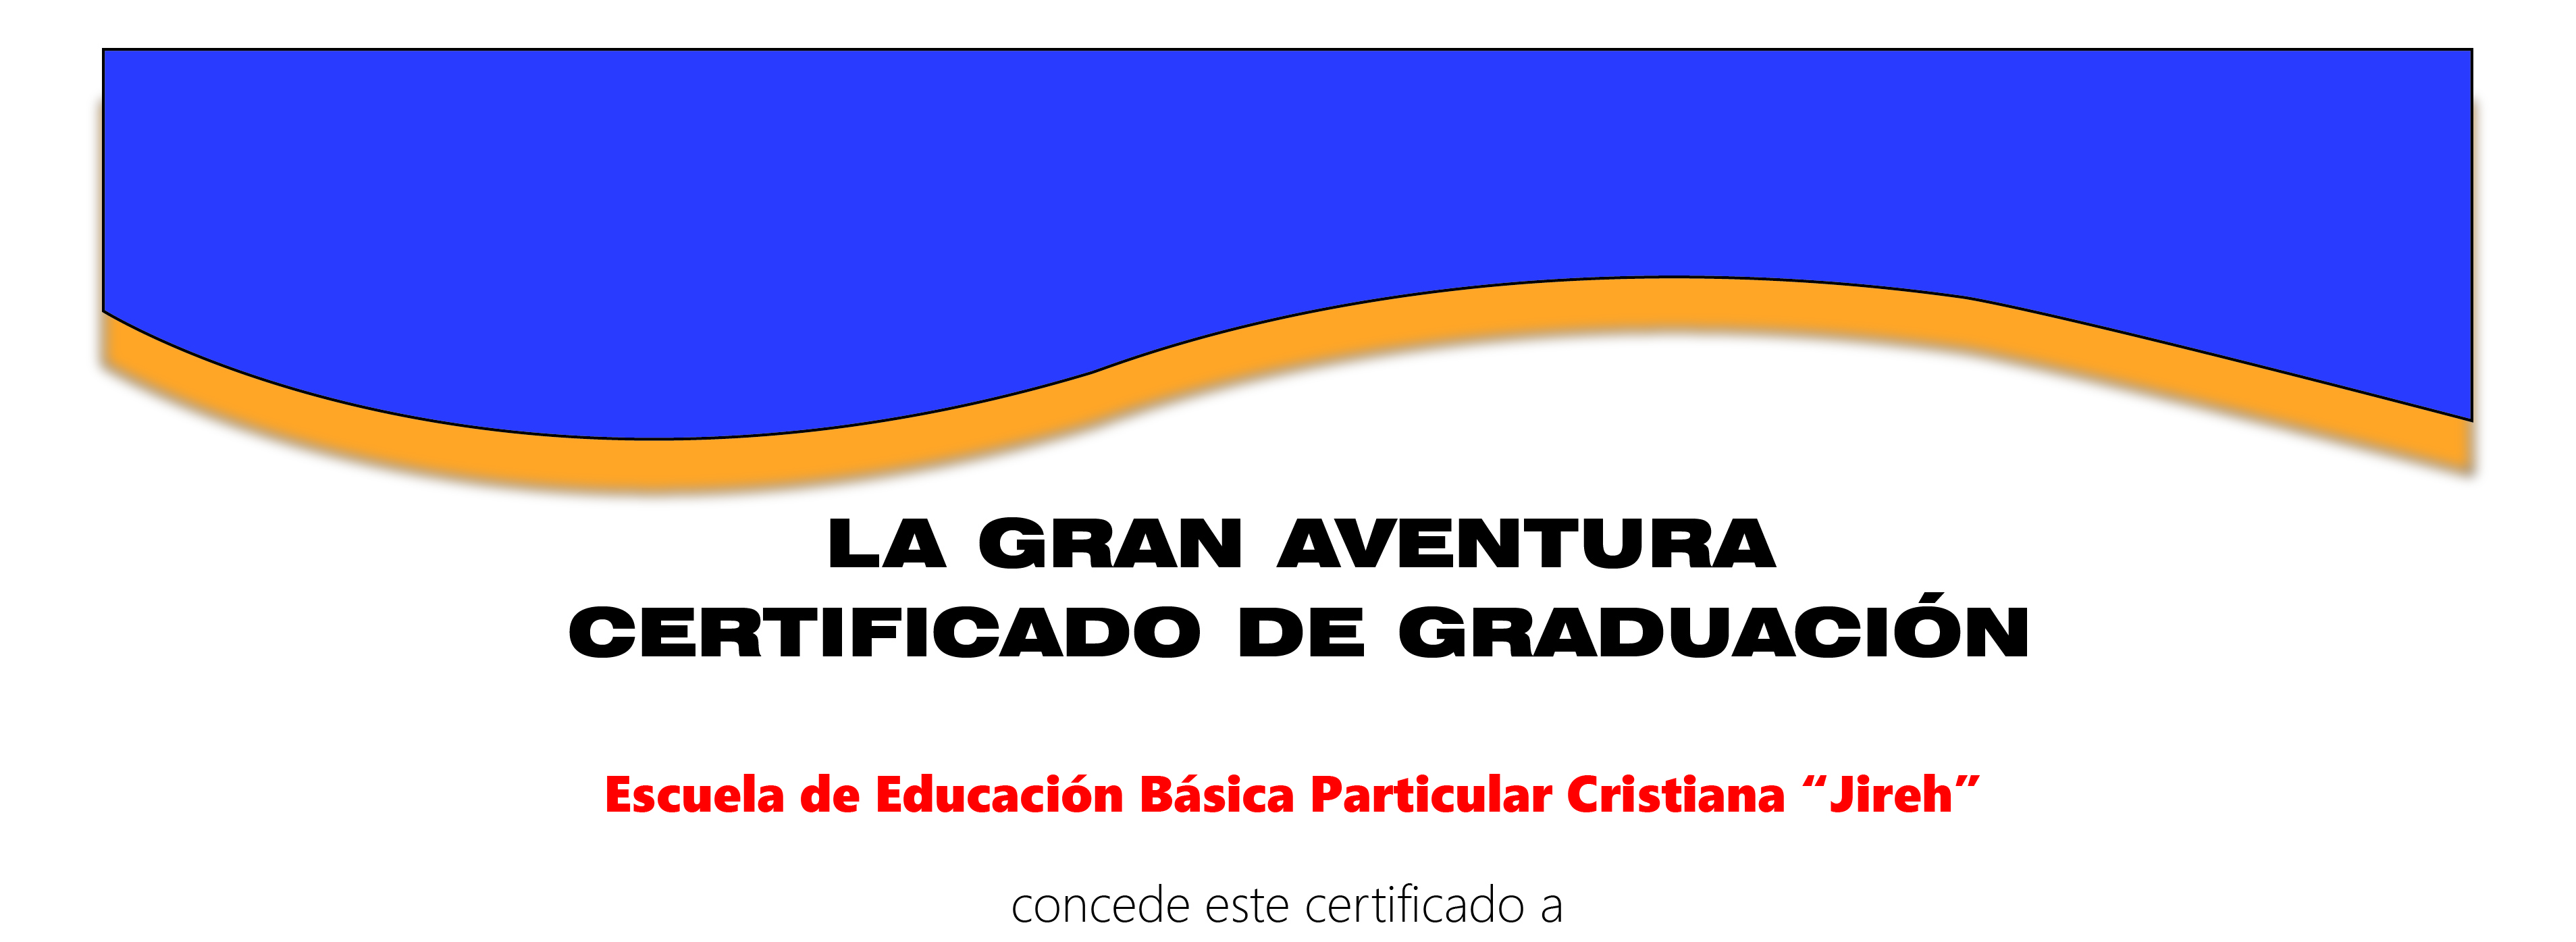 LA GRAN AVENTURA
CERTIFICADO DE GRADUACIÓN
Escuela de Educación Básica Particular Cristiana “Jireh”
concede este certificado a